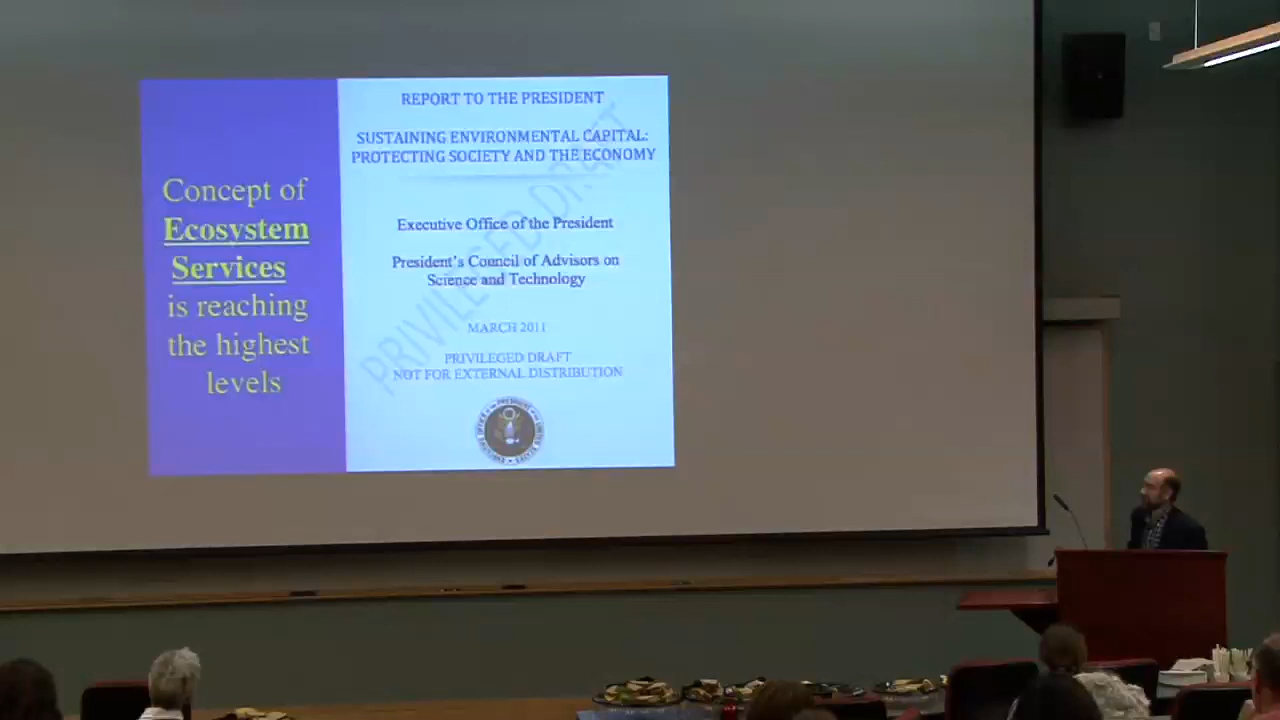 Concept of
Ecosystem
Services
is reaching
the highest
levels
REPORT TO THE PRESIDENT
SUSTAINING ENVIRONMENTAL CAPITAL:
PROTECTING SOCIETY AND THE ECONOMY
Executive Office of the President
President's Council of Advisors on
Science and Technology
MARCH 2011
PRIVILEGED DRAFT
NOT FOR EXTERNAL DISTRIBUTION
PRIVILEGED DRAFT